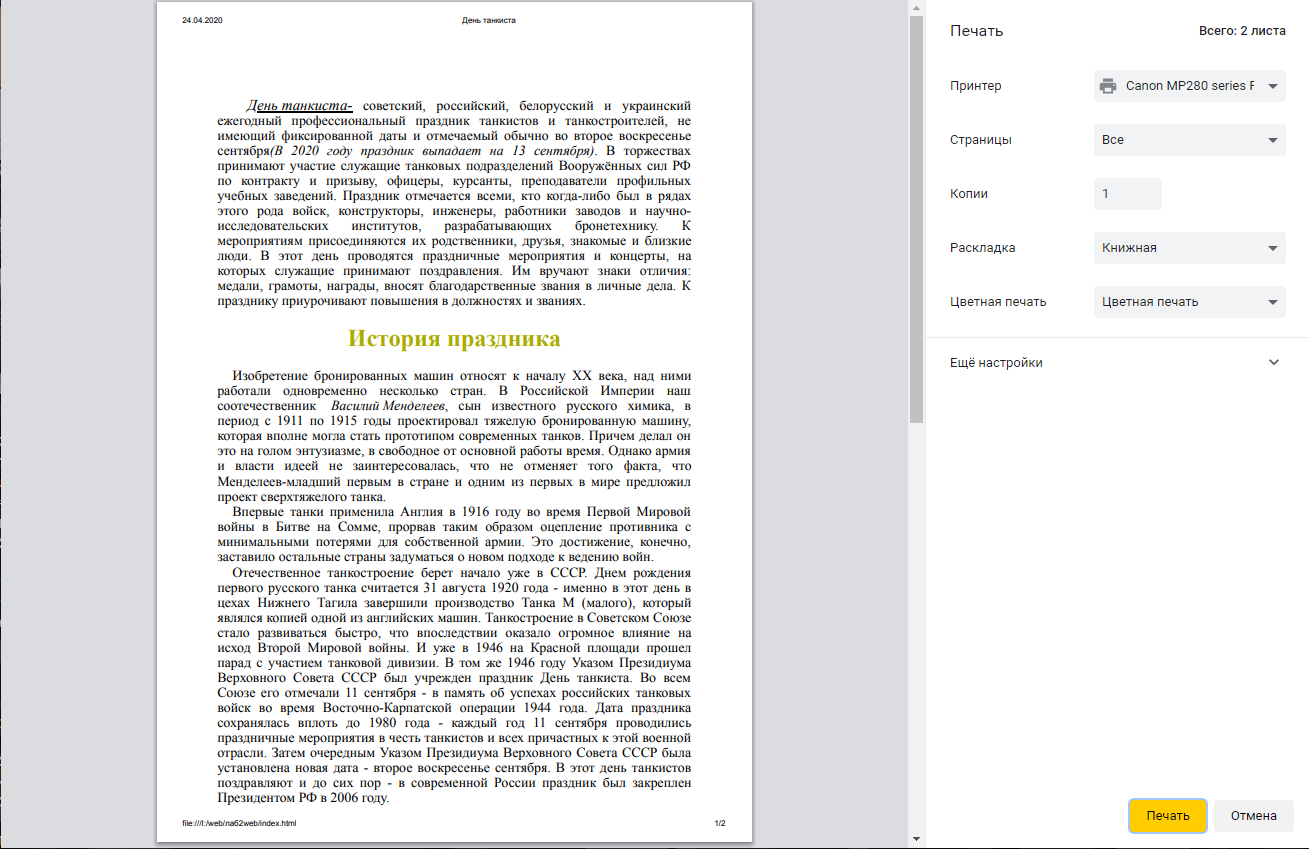 24.04.2020
День танкиста
День танкиста- советский, российский, белорусский и украинский
ежегодный профессиональный праздник танкистов и танкостроителей, не
имеющий фиксированной даты и отмечаемый обычно во второе воскресенье
сентября(В 2020 году праздник выпадает на 13 сентября). В торжествах
принимают участие служащие танковых подразделений Вооружённых сил РФ
по контракту и призыву, офицеры, курсанты, преподаватели профильных
учебных заведений. Праздник отмечается всеми, кто когда-либо был в рядах
этого рода войск, конструкторы, инженеры, работники заводов и научно-
исследовательских институтов, разрабатывающих бронетехнику. К
мероприятиям присоединяются их родственники, друзья, знакомые и близкие
люди. В этот день проводятся праздничные мероприятия и концерты, на
которых служащие принимают поздравления. Им вручают знаки отличия:
медали, грамоты, награды, вносят благодарственные звания в личные дела. К
празднику приурочивают повышения в должностях и званиях.
История праздника
Изобретение бронированных машин относят к началу XX века, над ними
работали одновременно несколько стран. В Российской Империи наш
соотечественник Василий Менделеев, сын известного русского химика, в
период с 1911 по 1915 годы проектировал тяжелую бронированную машину,
которая вполне могла стать прототипом современных танков. Причем делал он
это на голом энтузиазме, в свободное от основной работы время. Однако армия
и власти идеей не заинтересовалась, что не отменяет того факта, что
Менделеев-младший первым в стране и одним из первых в мире предложил
проект сверхтяжелого танка.
Впервые танки применила Англия в 1916 году во время Первой Мировой
войны в Битве на Сомме, прорвав таким образом оцепление противника с
минимальными потерями для собственной армии. Это достижение, конечно,
заставило остальные страны задуматься о новом подходе к ведению войн.
Отечественное танкостроение берет начало уже в СССР. Днем рождения
первого русского танка считается 31 августа 1920 года - именно в этот день в
цехах Нижнего Тагила завершили производство Танка М (малого), который
являлся копией одной из английских машин. Танкостроение в Советском Союзе
стало развиваться быстро, что впоследствии оказало огромное влияние на
исход Второй Мировой войны. И уже в 1946 на Красной площади прошел
парад с участием танковой дивизии. В том же 1946 году Указом Президиума
Верховного Совета СССР был учрежден праздник День танкиста. Во всем
Союзе его отмечали 11 сентября - в память об успехах российских танковых
войск во время Восточно-Карпатской операции 1944 года. Дата праздника
сохранялась вплоть до 1980 года - каждый год 11 сентября проводились
праздничные мероприятия в честь танкистов и всех причастных к этой военной
отрасли. Затем очередным Указом Президиума Верховного Совета СССР была
установлена новая дата - второе воскресенье сентября. В этот день танкистов
поздравляют и до сих пор - в современной России праздник был закреплен
Президентом РФ в 2006 году.
file:///I:/web/na62web/index.html
1/2
Печать
Всего: 2 листа
Принтер
Canon MP280 series F
Страницы
Все
Копии
1
Раскладка
Книжная
Цветная печать
Цветная печать
Ещё настройки
Печать
Отмена